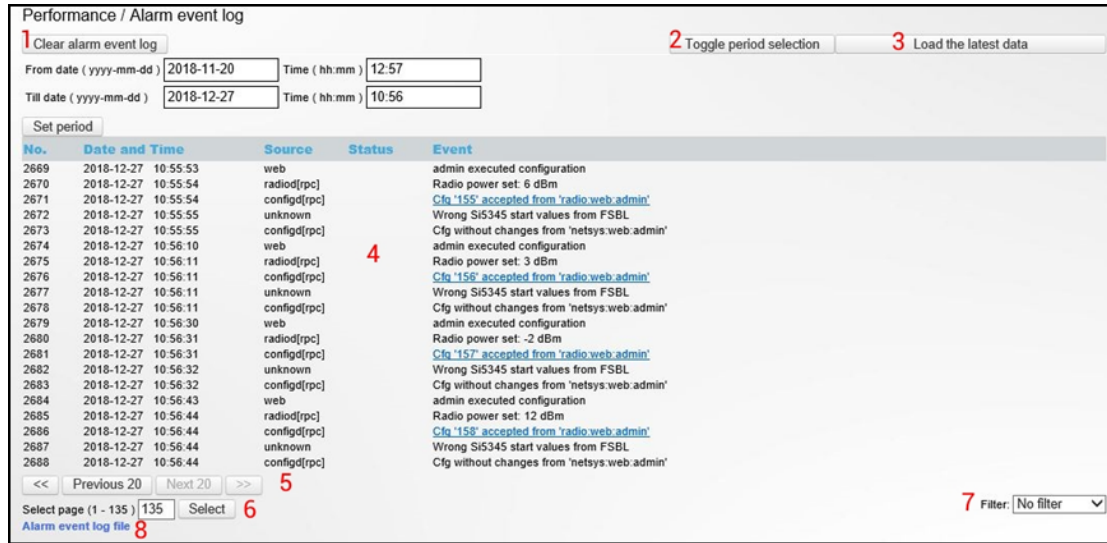 Performance / Alarm event log
1 Clear alarm event log 2 Toggle period selection 3 Load the latest data
From date ( yyyy-mm-dd ) 2018-11-20 Time ( hh:mm ) 12:57
Till date ( yyyy-mm-dd ) 2018-12-27 Time ( hh:mm ) 10:56
Set period
No. Date and Time Source Status Event
2669 2018-12-27 10:55:53 web admin executed configuration
2670 2018-12-27 10:55:54 radiod[rpc] Radio power set: 6 dBm
2671 2018-12-27 10:55:54 configd[rpc] Cfg '155' accepted from 'radio:web:admin'
2672 2018-12-27 10:55:55 unknown Wrong Si5345 start values from FSBL
2673 2018-12-27 10:55:55 configd[rpc] Cfg without changes from 'netsys:web:admin'
2674 2018-12-27 10:56:10 web admin executed configuration
2675 2018-12-27 10:56:11 radiod[rpc] 4 Radio power set: 3 dBm
2676 2018-12-27 10:56:11 configd[rpc] Cfg '156' accepted from 'radio:web:admin'
2677 2018-12-27 10:56:11 unknown Wrong Si5345 start values from FSBL
2678 2018-12-27 10:56:11 configd[rpc] Cfg without changes from 'netsys:web:admin'
2679 2018-12-27 10:56:30 web admin executed configuration
2680 2018-12-27 10:56:31 radiod[rpc] Radio power set: -2 dBm
2681 2018-12-27 10:56:31 configd[rpc] Cfg '157' accepted from 'radio:web:admin'
2682 2018-12-27 10:56:32 unknown Wrong Si5345 start values from FSBL
2683 2018-12-27 10:56:32 configd[rpc] Cfg without changes from 'netsys:web:admin'
2684 2018-12-27 10:56:43 web admin executed configuration
2685 2018-12-27 10:56:44 radiod[rpc] Radio power set: 12 dBm
2686 2018-12-27 10:56:44 configd[rpc] Cfg '158' accepted from 'radio:web:admin'
2687 2018-12-27 10:56:44 unknown Wrong Si5345 start values from FSBL
2688 2018-12-27 10:56:44 configd[rpc] Cfg without changes from 'netsys:web:admin'
<< Previous 20 Next 20 >> 5
Select page (1 - 135 ) 135 Select 6 7 Filter: No filter
Alarm event log file 8